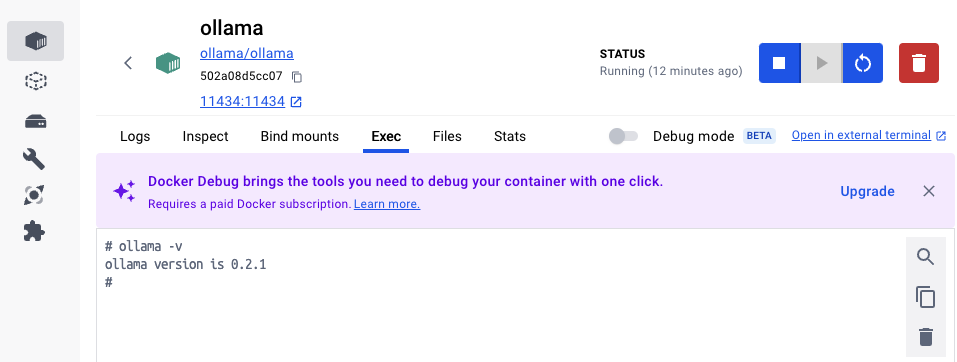 ollama
ollama/ollama
502a08d5cc07
11434:11434
STATUS
Running (12 minutes ago)
Logs Inspect Bind mounts Exec Files Stats Debug mode BETA Open in external terminal
Docker Debug brings the tools you need to debug your container with one click.
Requires a paid Docker subscription. Learn more.
Upgrade
# ollama -v
ollama version is 0.2.1
#